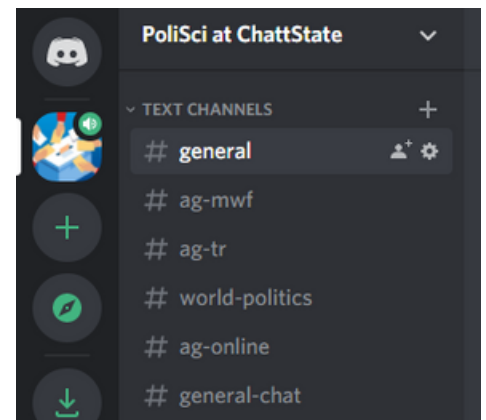 PoliSci at ChattState
TEXT CHANNELS
# general
# ag-mwf
# ag-tr
# world-politics
# ag-online
# general-chat